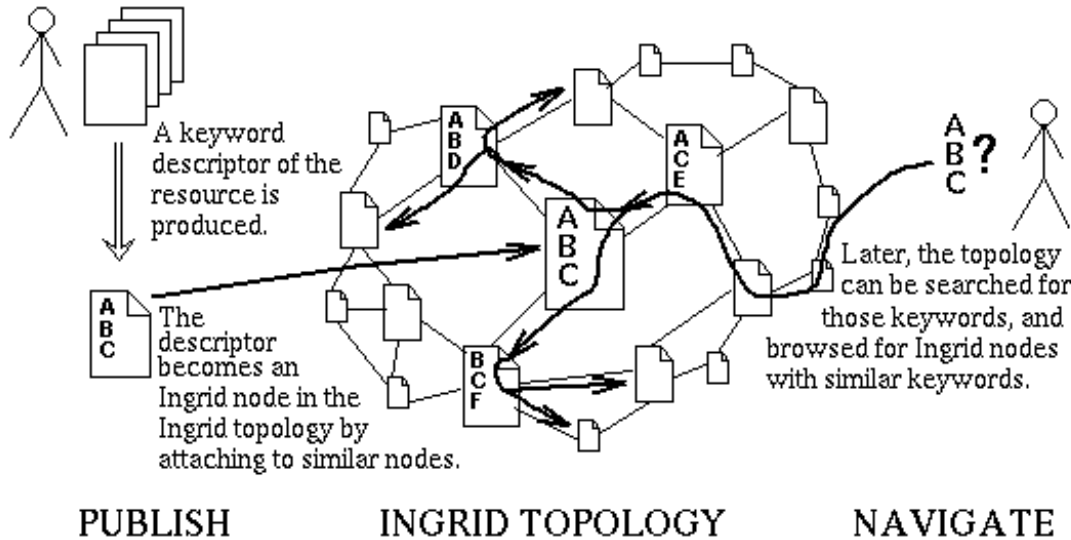 A keyword
descriptor of the
resource is
produced.
A
B
C
The
descriptor
becomes an
Ingrid node in the
Ingrid topology by
attaching to similar nodes.
A
B
D
A
C
E
A
B
C
B
C
F
A
B
C
?
Later, the topology
can be searched for
those keywords, and
browsed for Ingrid nodes
with similar keywords.
PUBLISH
INGRID TOPOLOGY
NAVIGATE